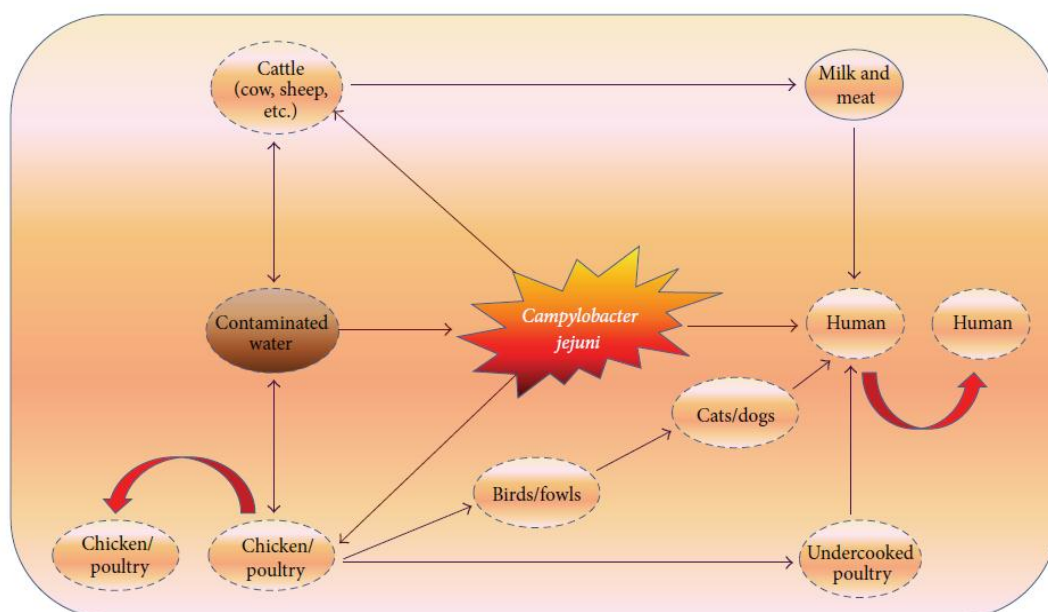 Cattle
(cow, sheep,
etc.)
Milk and
meat
Contaminated
water
Campylobacter
jejuni
Human
Human
Cats/dogs
Birds/fowls
Chicken/
poultry
Chicken/
poultry
Undercooked
poultry